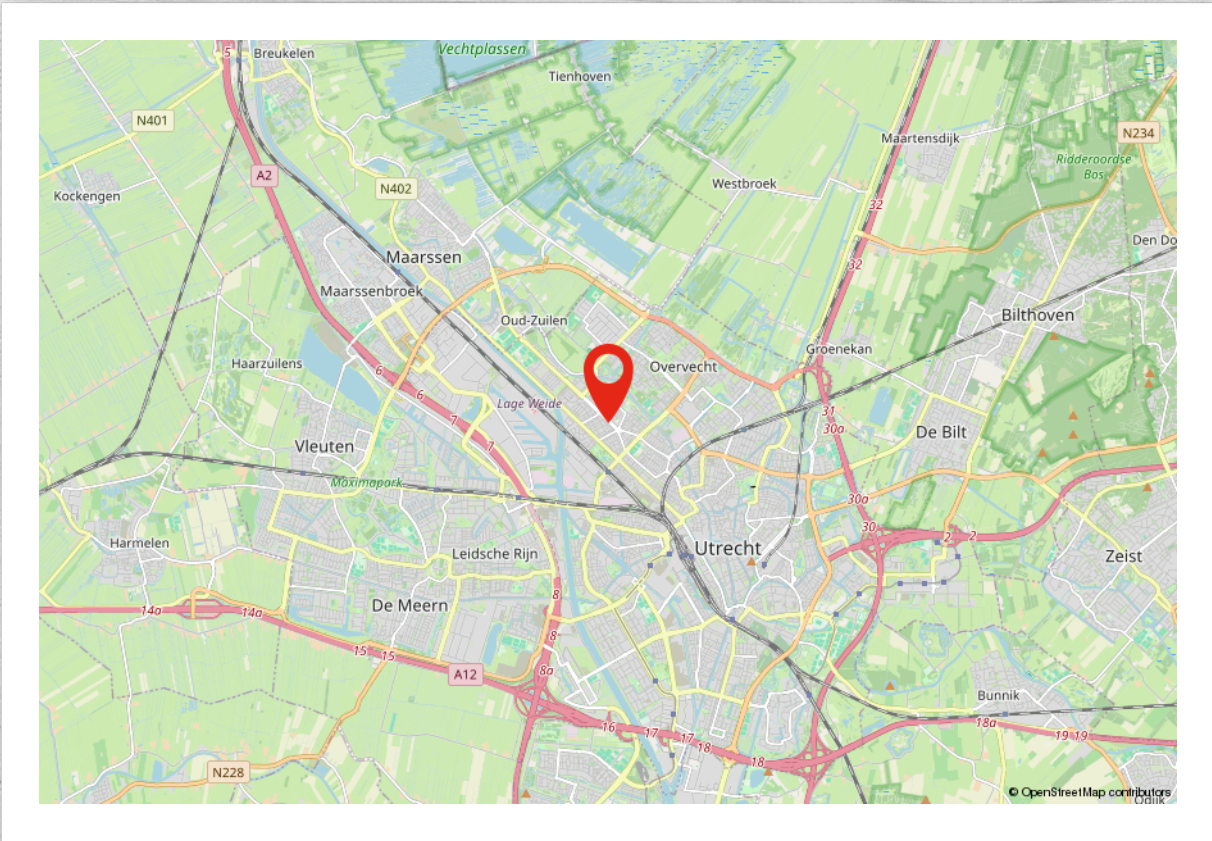 5
Breukelen
Vechtplassen
Tienhoven
N401
Maartensdijk
N234
Ridderoordse
Bos
A2
N402
Westbroek
Kockengen
32
Den Do
Maarssen
32
Maarssenbroek
Oud-Zuilen
Bilthoven
Groenekan
Haarzuilens
6
Overvecht
6
Lage Weide
7
31
30a
7
De Bilt
Vleuten
Maximapark
30a
30
2
2
Harmelen
Leidsche Rijn
Utrecht
Zeist
14a
14a
De Meern
8
8
15
15
A12
8a
Bunnik
16
17
17
18
18
18a
19
19
N228
© OpenStreetMap contributors
Odijk